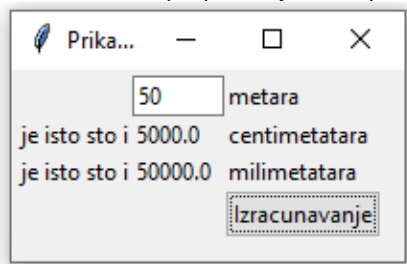 Prika...
50 metara
je isto sto i 5000.0 centimetatara
je isto sto i 50000.0 milimetatara
Izracunavanje